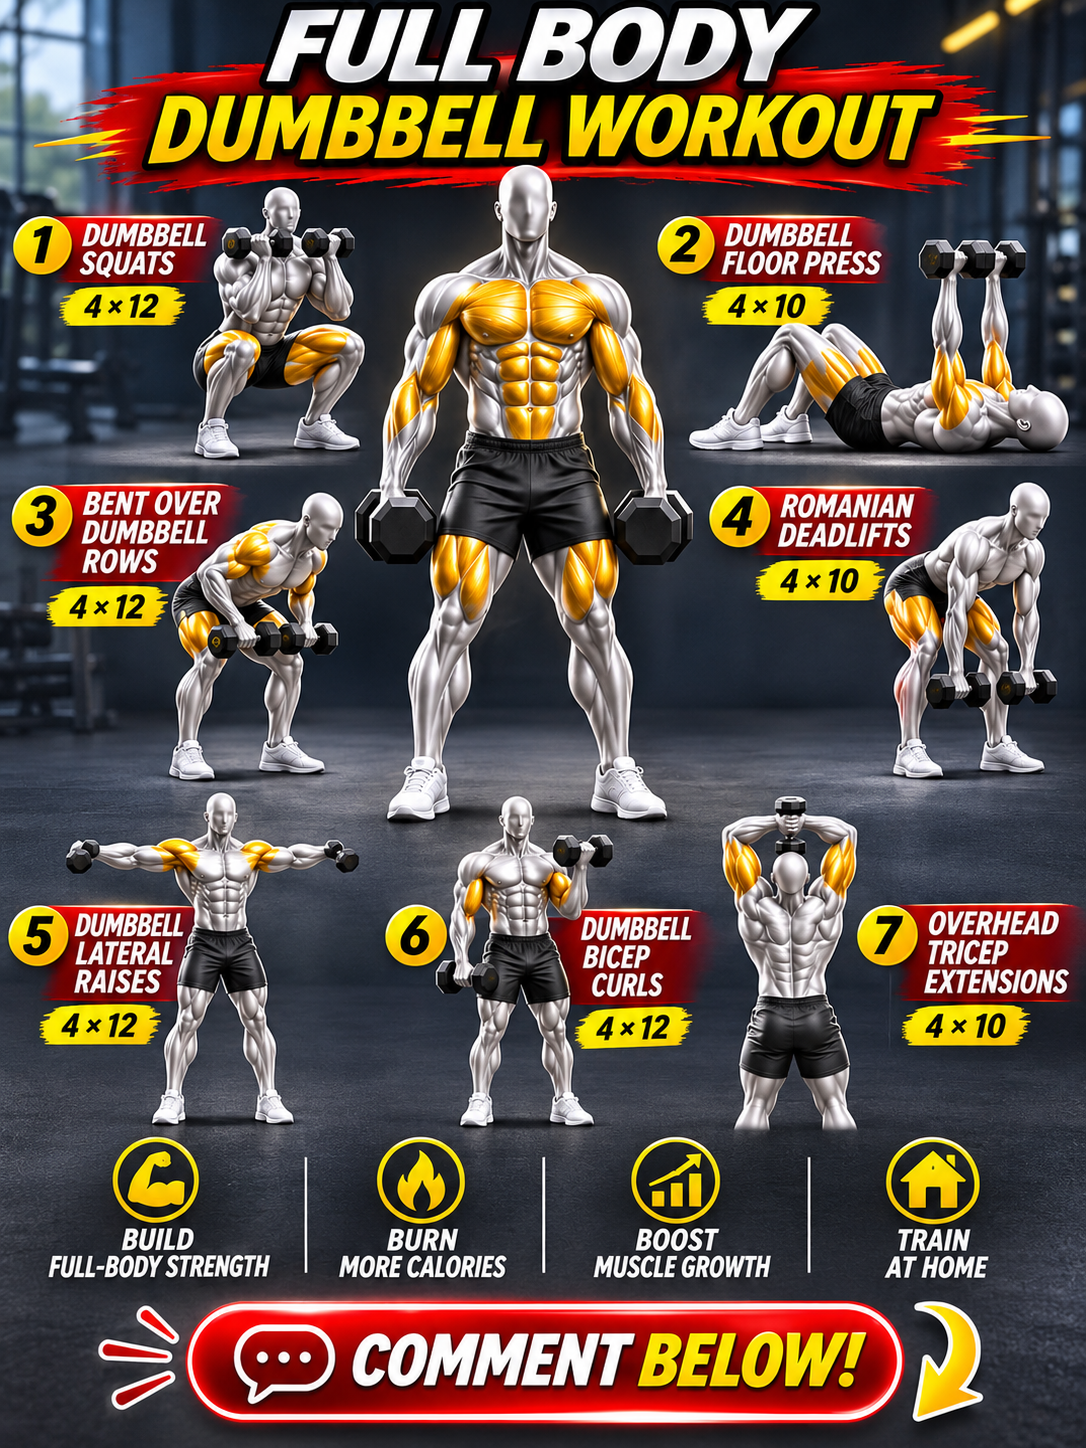 FULL BODY
DUMBBELL WORKOUT
1
DUMBBELL
SQUATS
4 × 12
2
DUMBBELL
FLOOR PRESS
4 × 10
3
BENT OVER
DUMBBELL
ROWS
4 × 12
4
ROMANIAN
DEADLIFTS
4 × 10
5
DUMBBELL
LATERAL
RAISES
4 × 12
6
DUMBBELL
BICEP
CURLS
4 × 12
7
OVERHEAD
TRICEP
EXTENSIONS
4 × 10
BUILD
FULL-BODY STRENGTH
BURN
MORE CALORIES
BOOST
MUSCLE GROWTH
TRAIN
AT HOME
COMMENT BELOW!